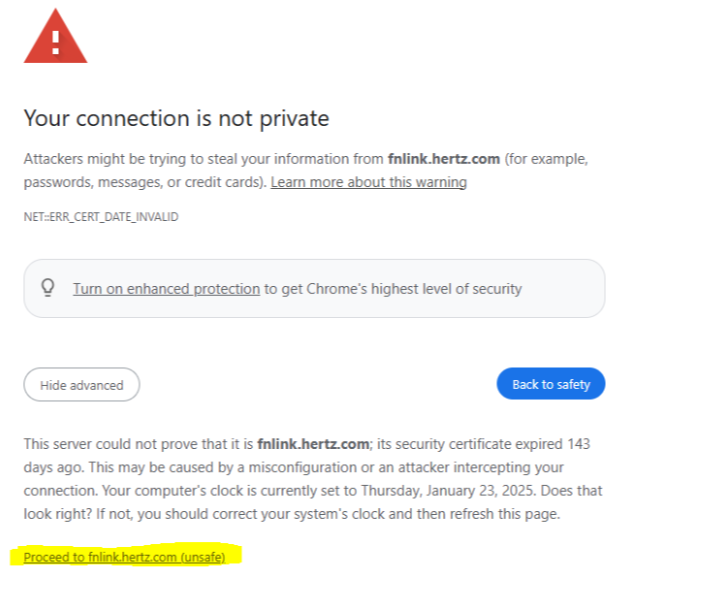 Your connection is not private
Attackers might be trying to steal your information from fnlink.hertz.com (for example,
passwords, messages, or credit cards). Learn more about this warning
NET::ERR_CERT_DATE_INVALID
Turn on enhanced protection to get Chrome's highest level of security
Hide advanced
Back to safety
This server could not prove that it is fnlink.hertz.com; its security certificate expired 143
days ago. This may be caused by a misconfiguration or an attacker intercepting your
connection. Your computer's clock is currently set to Thursday, January 23, 2025. Does that
look right? If not, you should correct your system's clock and then refresh this page.
Proceed to fnlink.hertz.com (unsafe)